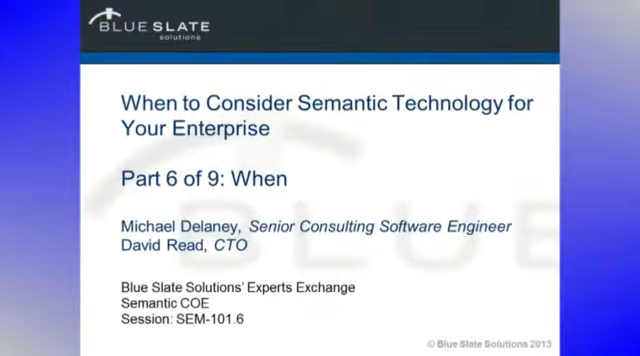 BLUE SLATE
solutions
When to Consider Semantic Technology for
Your Enterprise
Part 6 of 9: When
Michael Delaney, Senior Consulting Software Engineer
David Read, CTO
Blue Slate Solutions' Experts Exchange
Semantic COE
Session: SEM-101.6
© Blue Slate Solutions 2013